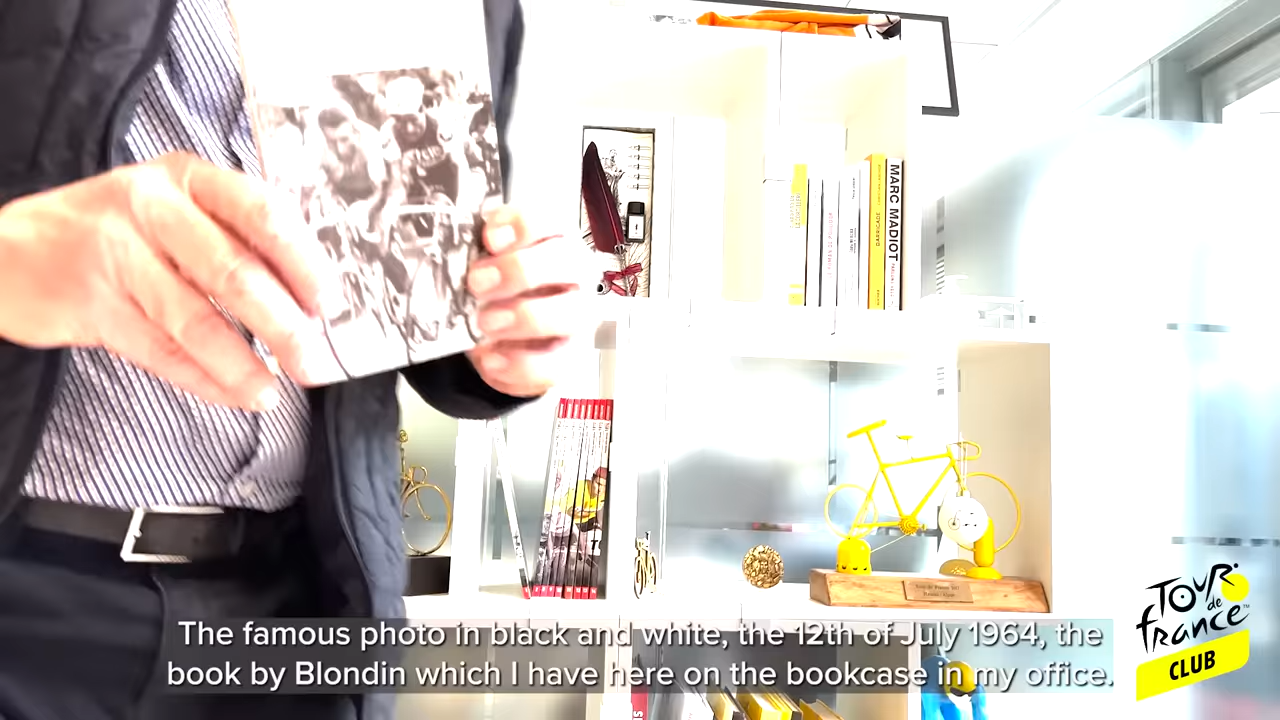 MARC MADIOT
The famous photo in black and white, the 12th of July 1964, the
book by Blondin which I have here on the bookcase in my office.
TOUR
de
france
CLUB